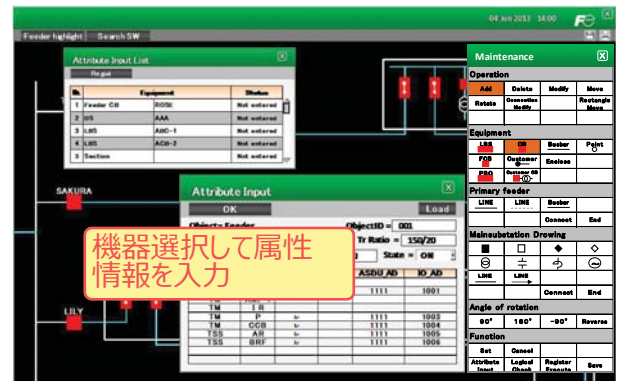 04 Jun 2013 14:00
Feeder highlight Search SW
Attribute Input List
Regist
No. Equipment Status
1 Feeder CB ROSE Not entered
2 DS AAA Not entered
3 LBS ABC-1 Not entered
4 LBS ACB-2 Not entered
5 Section Not entered
SAKURA
LILY
Attribute Input
OK Load
Object= Feeder ObjectID = 001
Tr Ratio = 150/20
State = ON
機器選択して属性
情報を入力
ASDU_AD IO_AD
1111 1001
TM I R
TM P 1111 1003
TM CCB 1111 1004
TSS AR 1111 1005
TSS BRF 1111 1006
Maintenance
Operation
Add Delete Modify Move
Rotate Connection Modify Rectangle Move
Equipment
LBS CB Busbar Point
FCB Customer Enclose
PBO Customer CB
Primary feeder
LINE LINE Busbar
Connect End
Mainsubstation Drowing
LINE LINE
Connect End
Angle of rotation
90° 180° -90° Reverse
Function
Set Cancel
Attribute Input Logical Check Register Execute Save